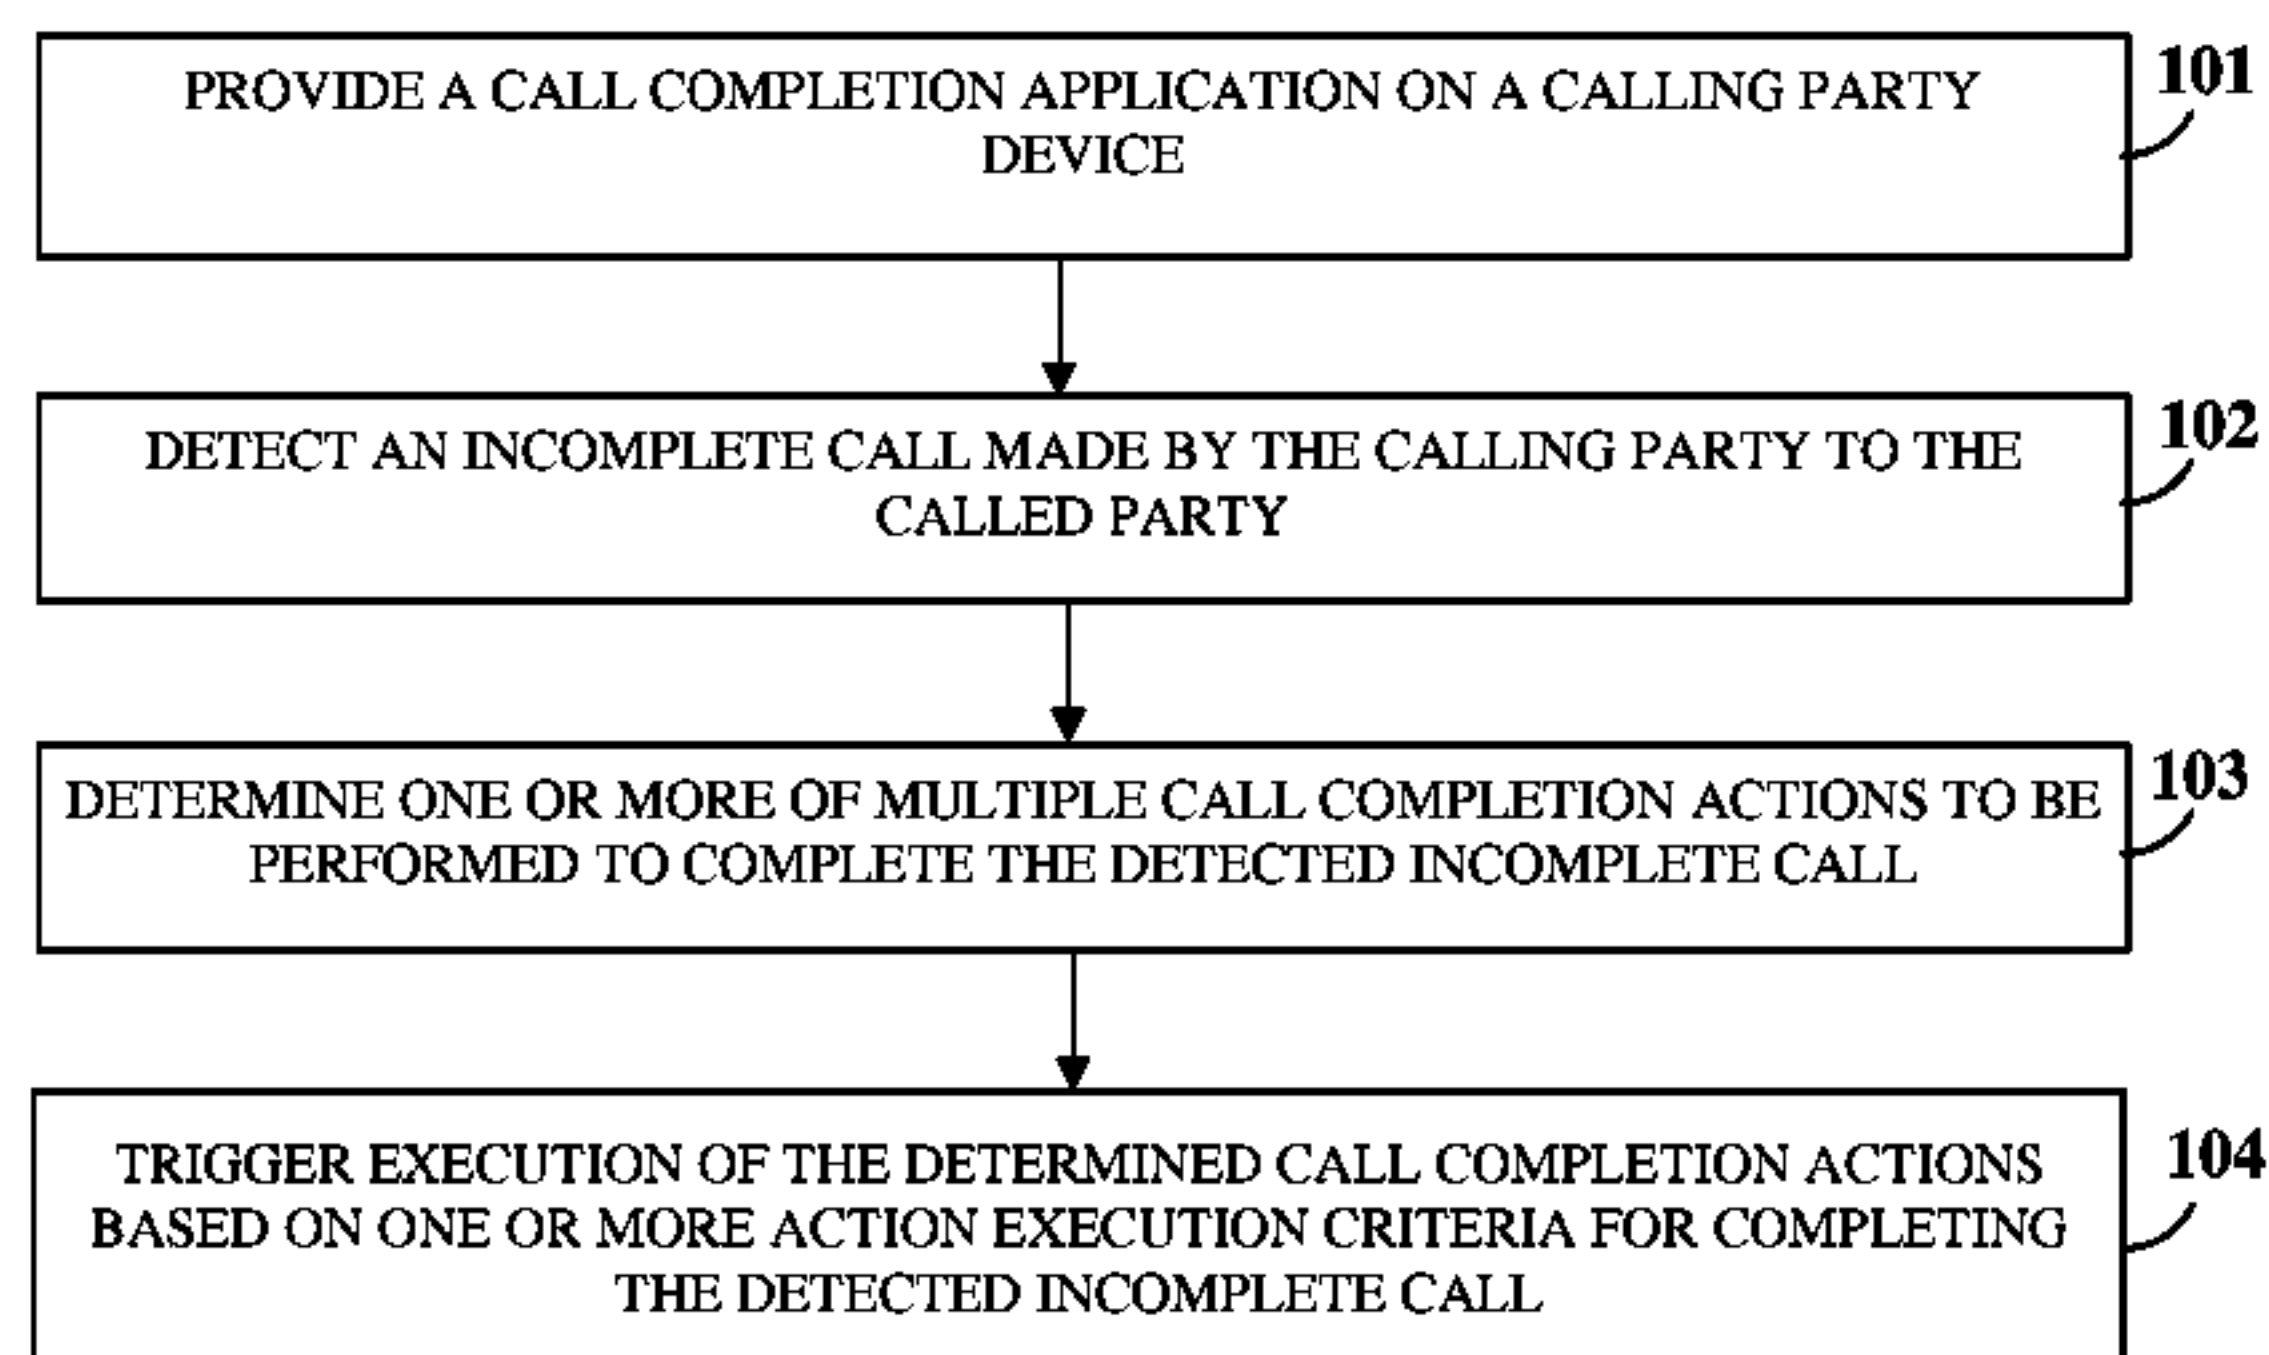 PROVIDE A CALL COMPLETION APPLICATION ON A CALLING PARTY
DEVICE
101
DETECT AN INCOMPLETE CALL MADE BY THE CALLING PARTY TO THE
CALLED PARTY
102
DETERMINE ONE OR MORE OF MULTIPLE CALL COMPLETION ACTIONS TO BE
PERFORMED TO COMPLETE THE DETECTED INCOMPLETE CALL
103
TRIGGER EXECUTION OF THE DETERMINED CALL COMPLETION ACTIONS
BASED ON ONE OR MORE ACTION EXECUTION CRITERIA FOR COMPLETING
THE DETECTED INCOMPLETE CALL
104